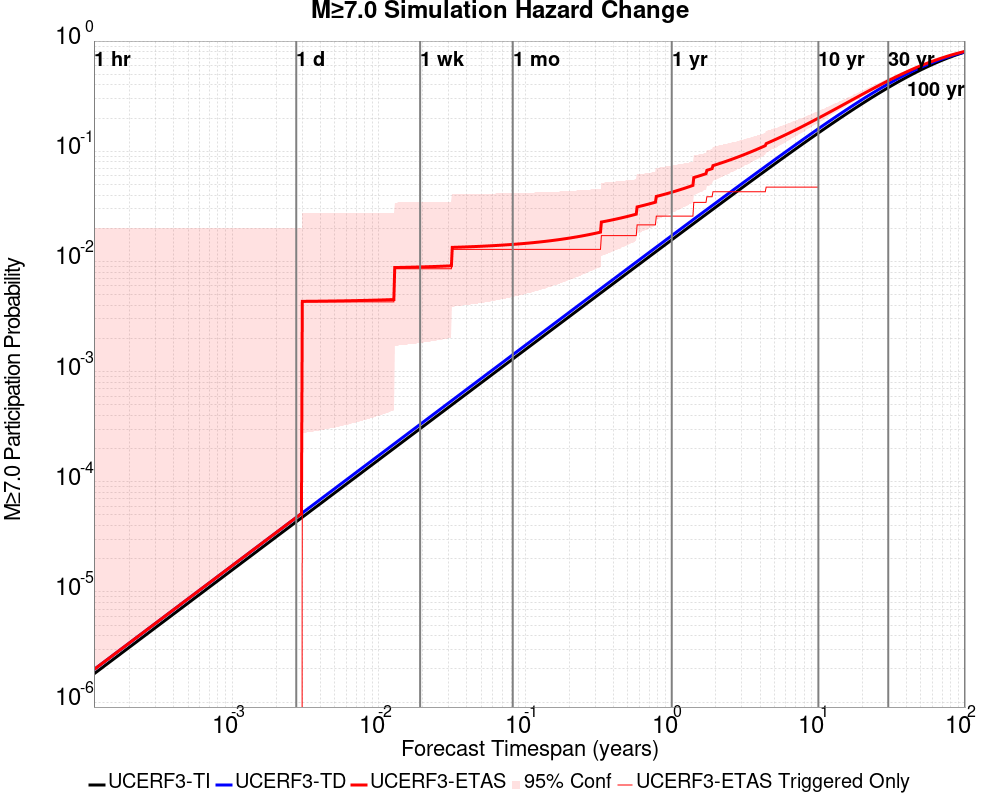 M≥7.0 Simulation Hazard Change
1 hr
1 d
1 wk
1 mo
1 yr
10 yr
30 yr
100 yr
10^0
10^-1
10^-2
10^-3
10^-4
10^-5
10^-6
M≥7.0 Participation Probability
10^-3
10^-2
10^-1
10^0
10^1
10^2
Forecast Timespan (years)
UCERF3-TI UCERF3-TD UCERF3-ETAS 95% Conf UCERF3-ETAS Triggered Only